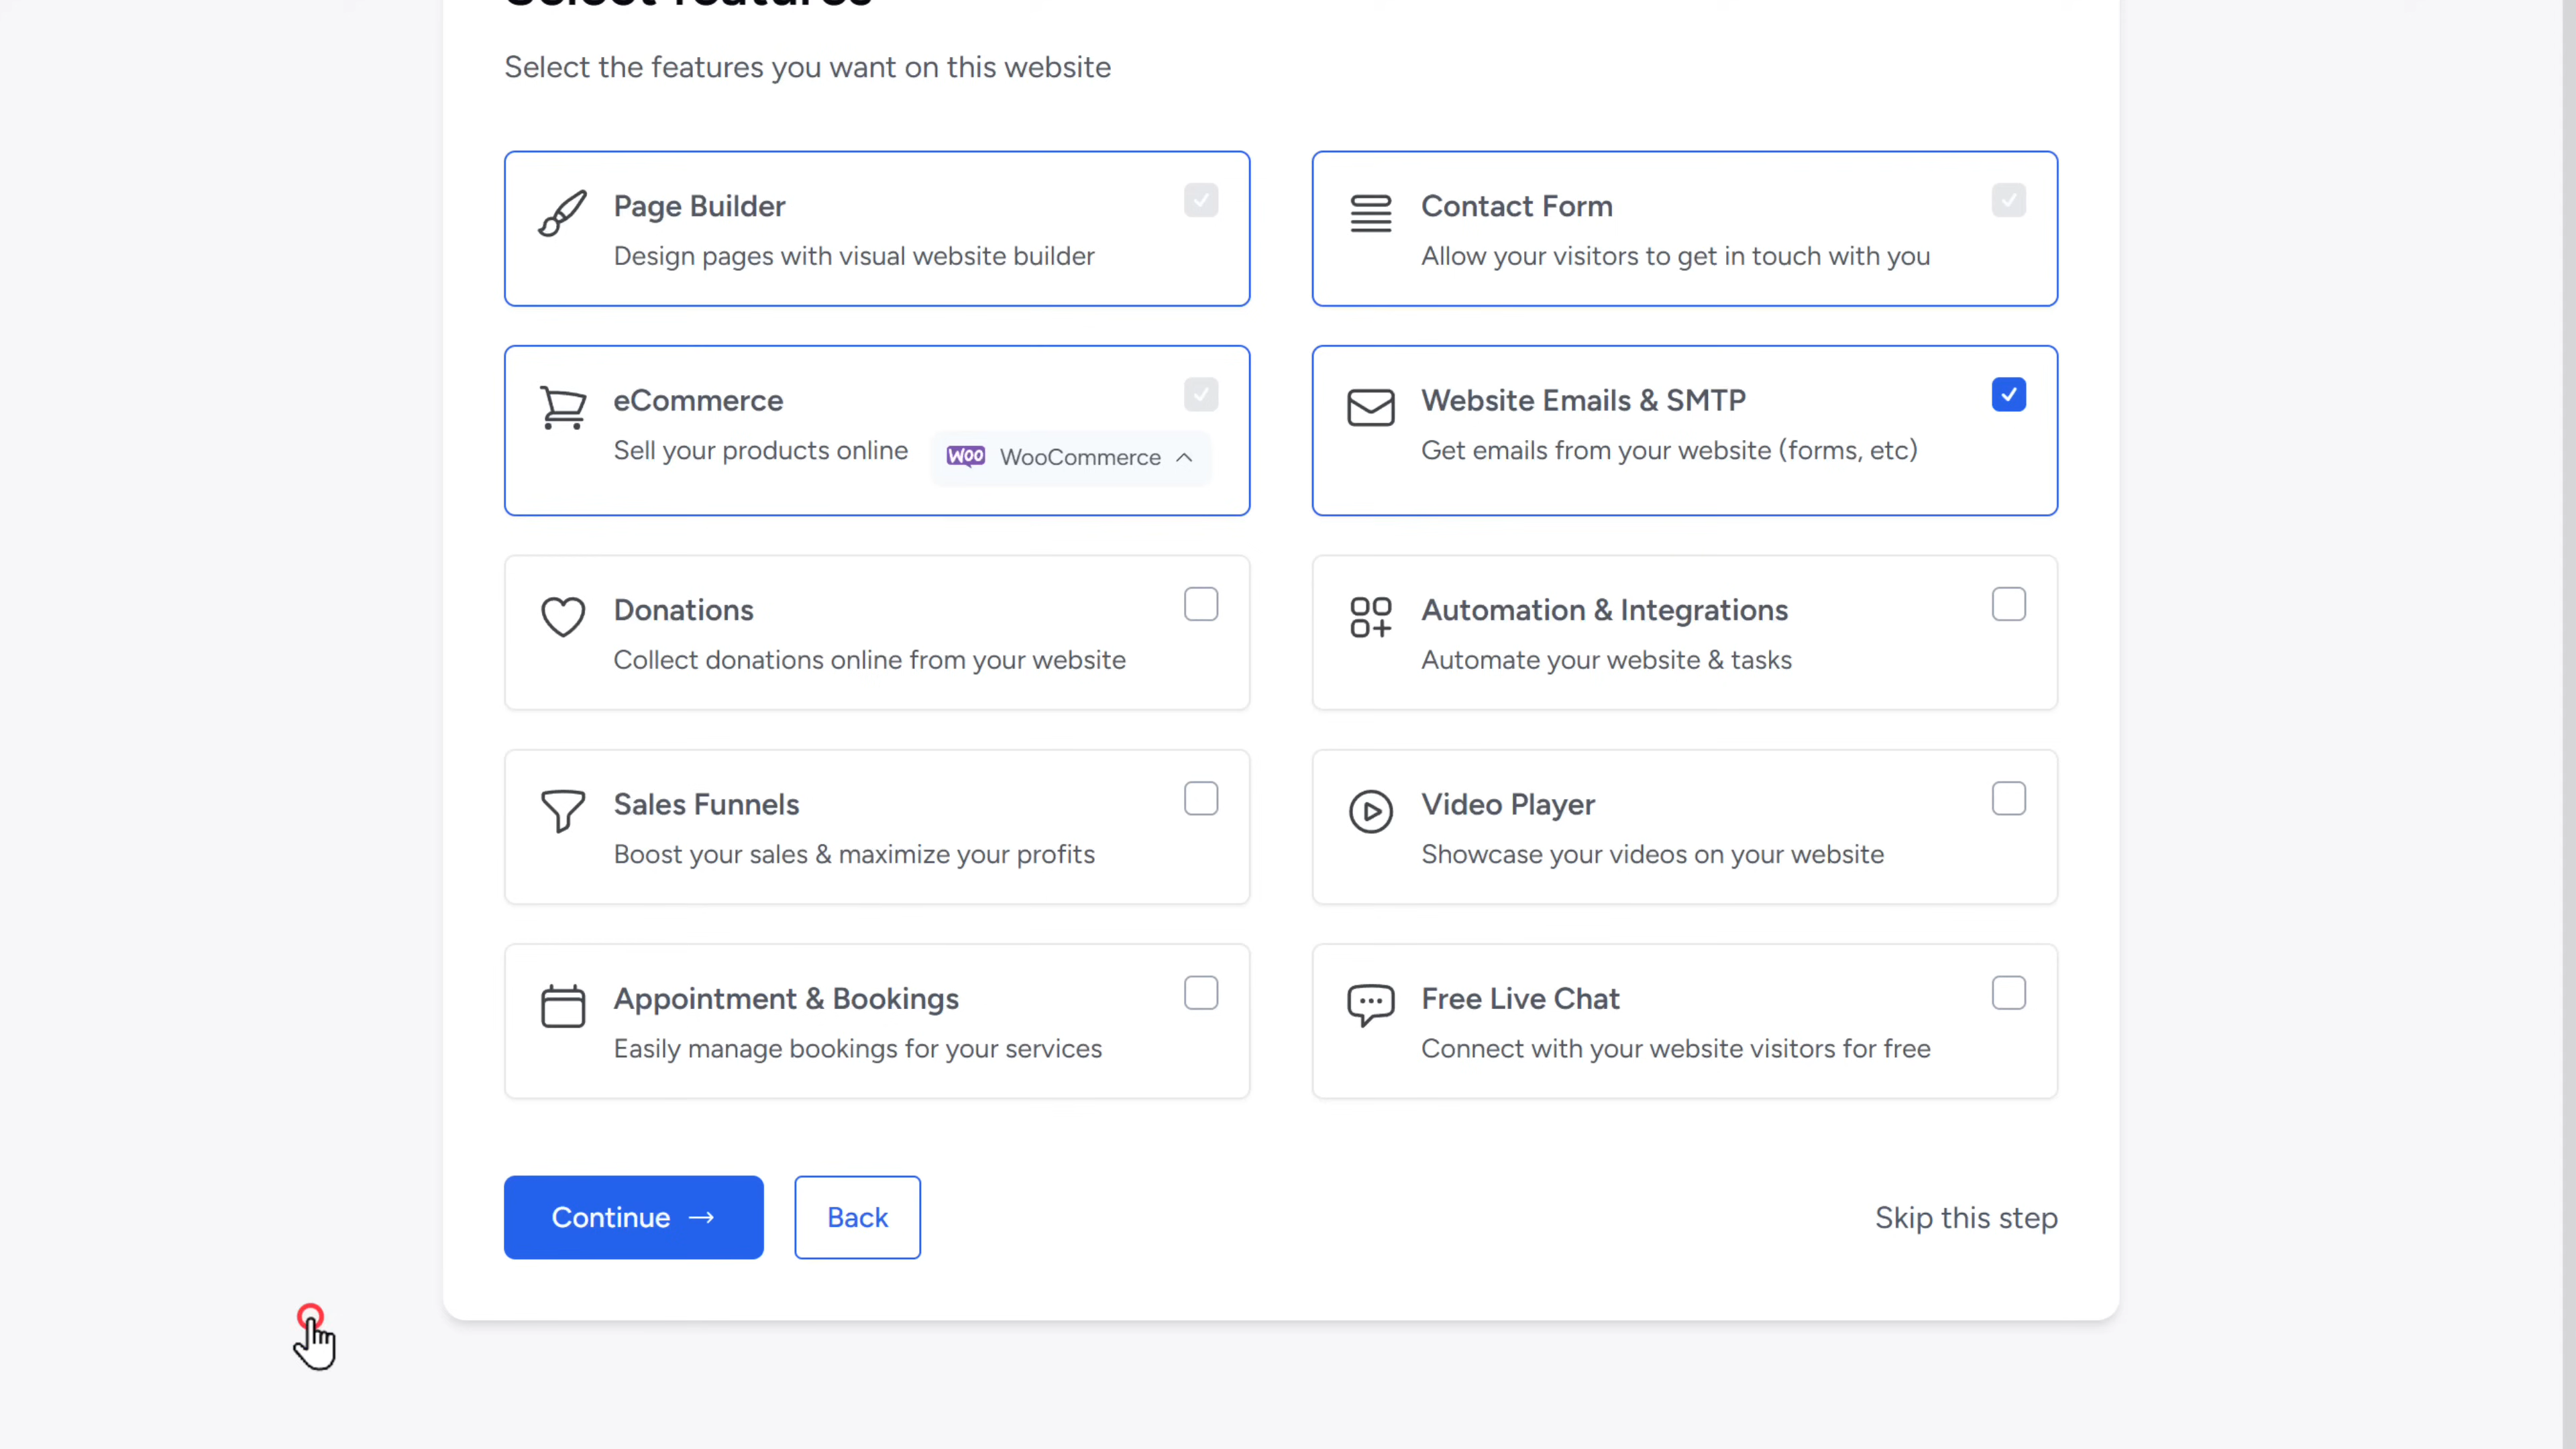 Select features
Select the features you want on this website
Page Builder
Design pages with visual website builder
Contact Form
Allow your visitors to get in touch with you
eCommerce
Sell your products online
Woo WooCommerce
Website Emails & SMTP
Get emails from your website (forms, etc)
Donations
Collect donations online from your website
Automation & Integrations
Automate your website & tasks
Sales Funnels
Boost your sales & maximize your profits
Video Player
Showcase your videos on your website
Appointment & Bookings
Easily manage bookings for your services
Free Live Chat
Connect with your website visitors for free
Continue →
Back
Skip this step